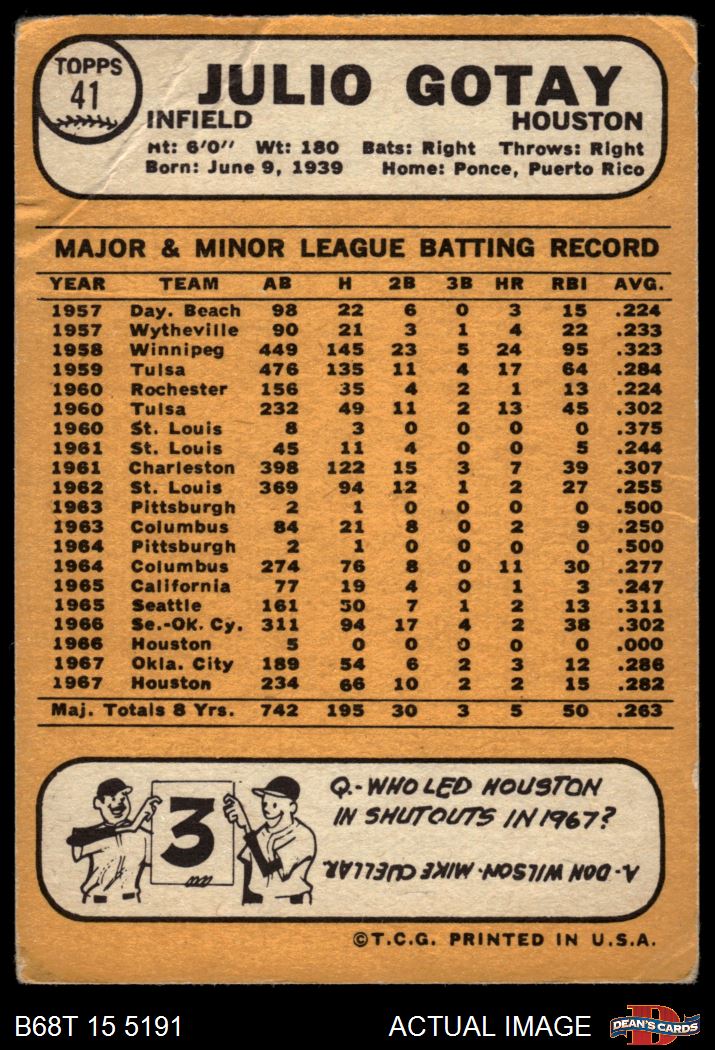 TOPPS
41
JULIO GOTAY
INFIELD HOUSTON
Ht: 6'0" Wt: 180 Bats: Right Throws: Right
Born: June 9, 1939 Home: Ponce, Puerto Rico
MAJOR & MINOR LEAGUE BATTING RECORD
YEAR TEAM AB H 2B 3B HR RBI AVG.
1957 Day. Beach 98 22 6 0 3 15 .224
1957 Wytheville 90 21 3 1 4 22 .233
1958 Winnipeg 449 145 23 5 24 95 .323
1959 Tulsa 476 135 11 4 17 64 .284
1960 Rochester 156 35 4 2 1 13 .224
1960 Tulsa 232 49 11 2 13 45 .302
1960 St. Louis 8 3 0 0 0 0 .375
1961 St. Louis 45 11 4 0 0 5 .244
1961 Charleston 398 122 15 3 7 39 .307
1962 St. Louis 369 94 12 1 2 27 .255
1963 Pittsburgh 2 1 0 0 0 0 .500
1963 Columbus 84 21 8 0 2 9 .250
1964 Pittsburgh 2 1 0 0 0 0 .500
1964 Columbus 274 76 8 0 11 30 .277
1965 California 77 19 4 0 1 3 .247
1965 Seattle 161 50 7 1 2 13 .311
1966 Se.-OK. Cy. 311 94 17 4 2 38 .302
1966 Houston 5 0 0 0 0 0 .000
1967 Okla. City 189 54 6 2 3 12 .286
1967 Houston 234 66 10 2 2 15 .282
Maj. Totals 8 Yrs. 742 195 30 3 5 50 .263
3
Q.-WHO LED HOUSTON
IN SHUTOUTS IN 1967?
A.-DON WILSON-MIKE CUELLAR.
©T.C.G. PRINTED IN U.S.A.
B68T 15 5191 ACTUAL IMAGE DEAN'S CARDS